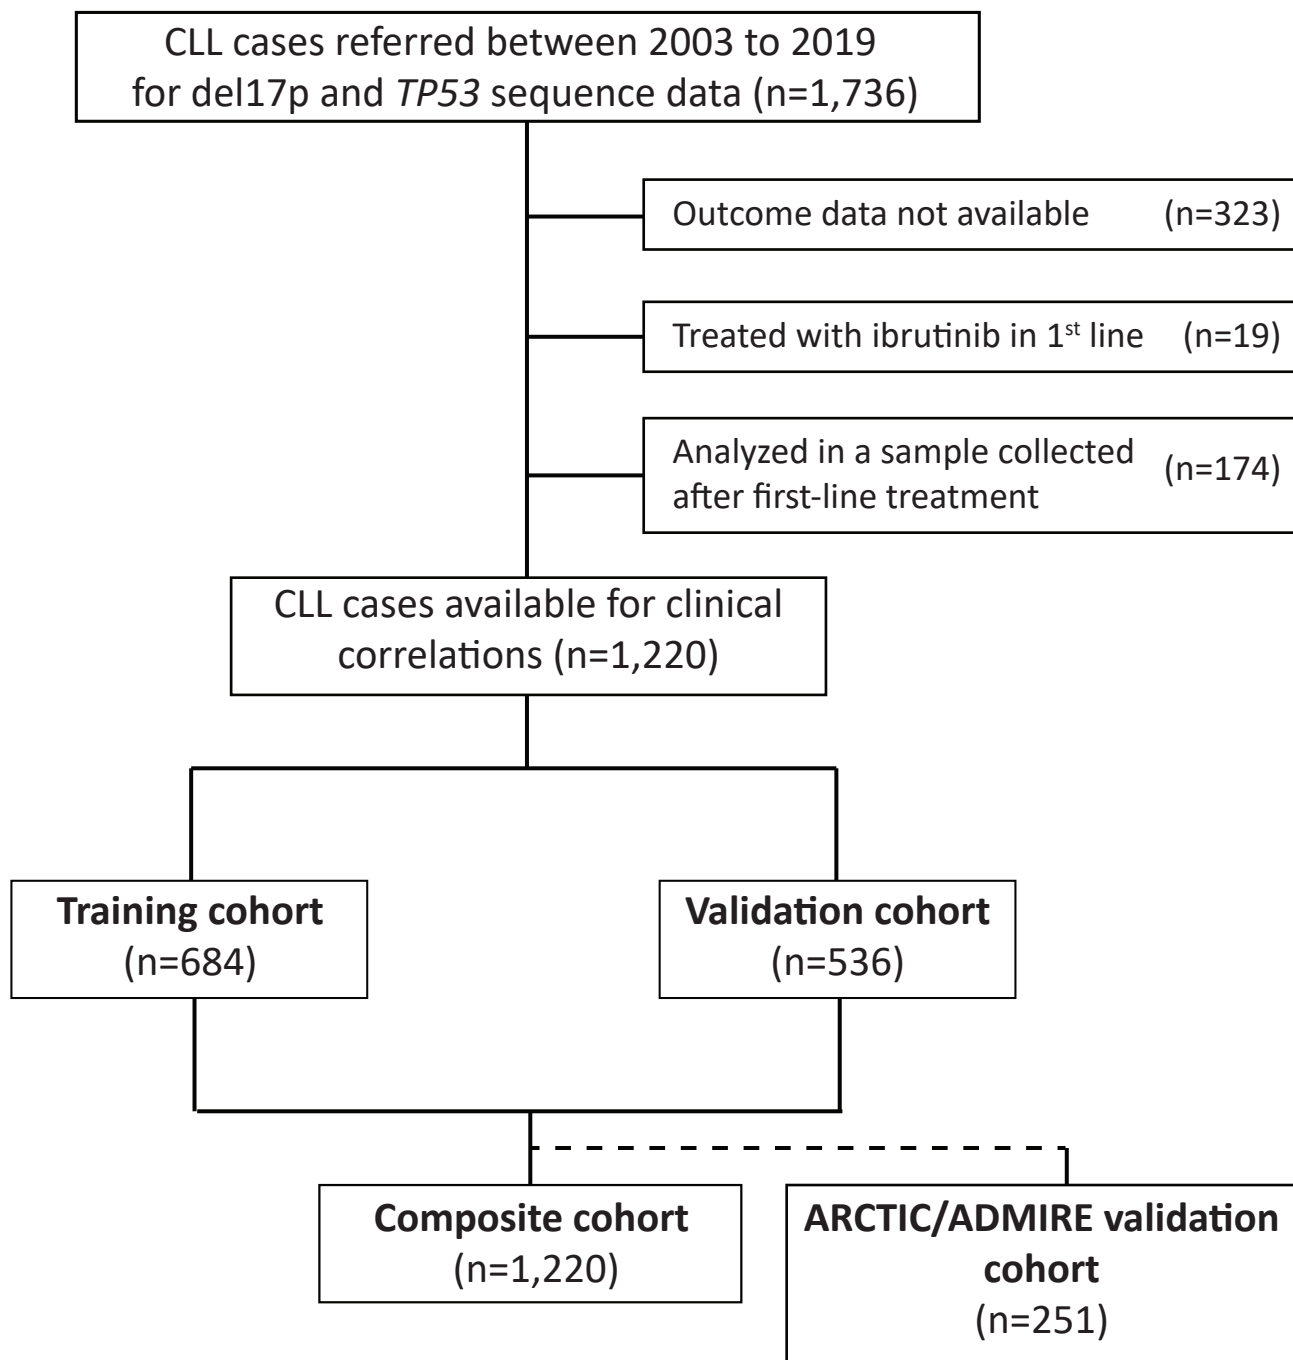 CLL cases referred between 2003 to 2019
for del17p and TP53 sequence data (n=1,736)
Outcome data not available (n=323)
Treated with ibrutinib in 1st line (n=19)
Analyzed in a sample collected (n=174)
after first-line treatment
CLL cases available for clinical
correlations (n=1,220)
Training cohort
(n=684)
Validation cohort
(n=536)
Composite cohort
(n=1,220)
ARCTIC/ADMIRE validation
cohort
(n=251)